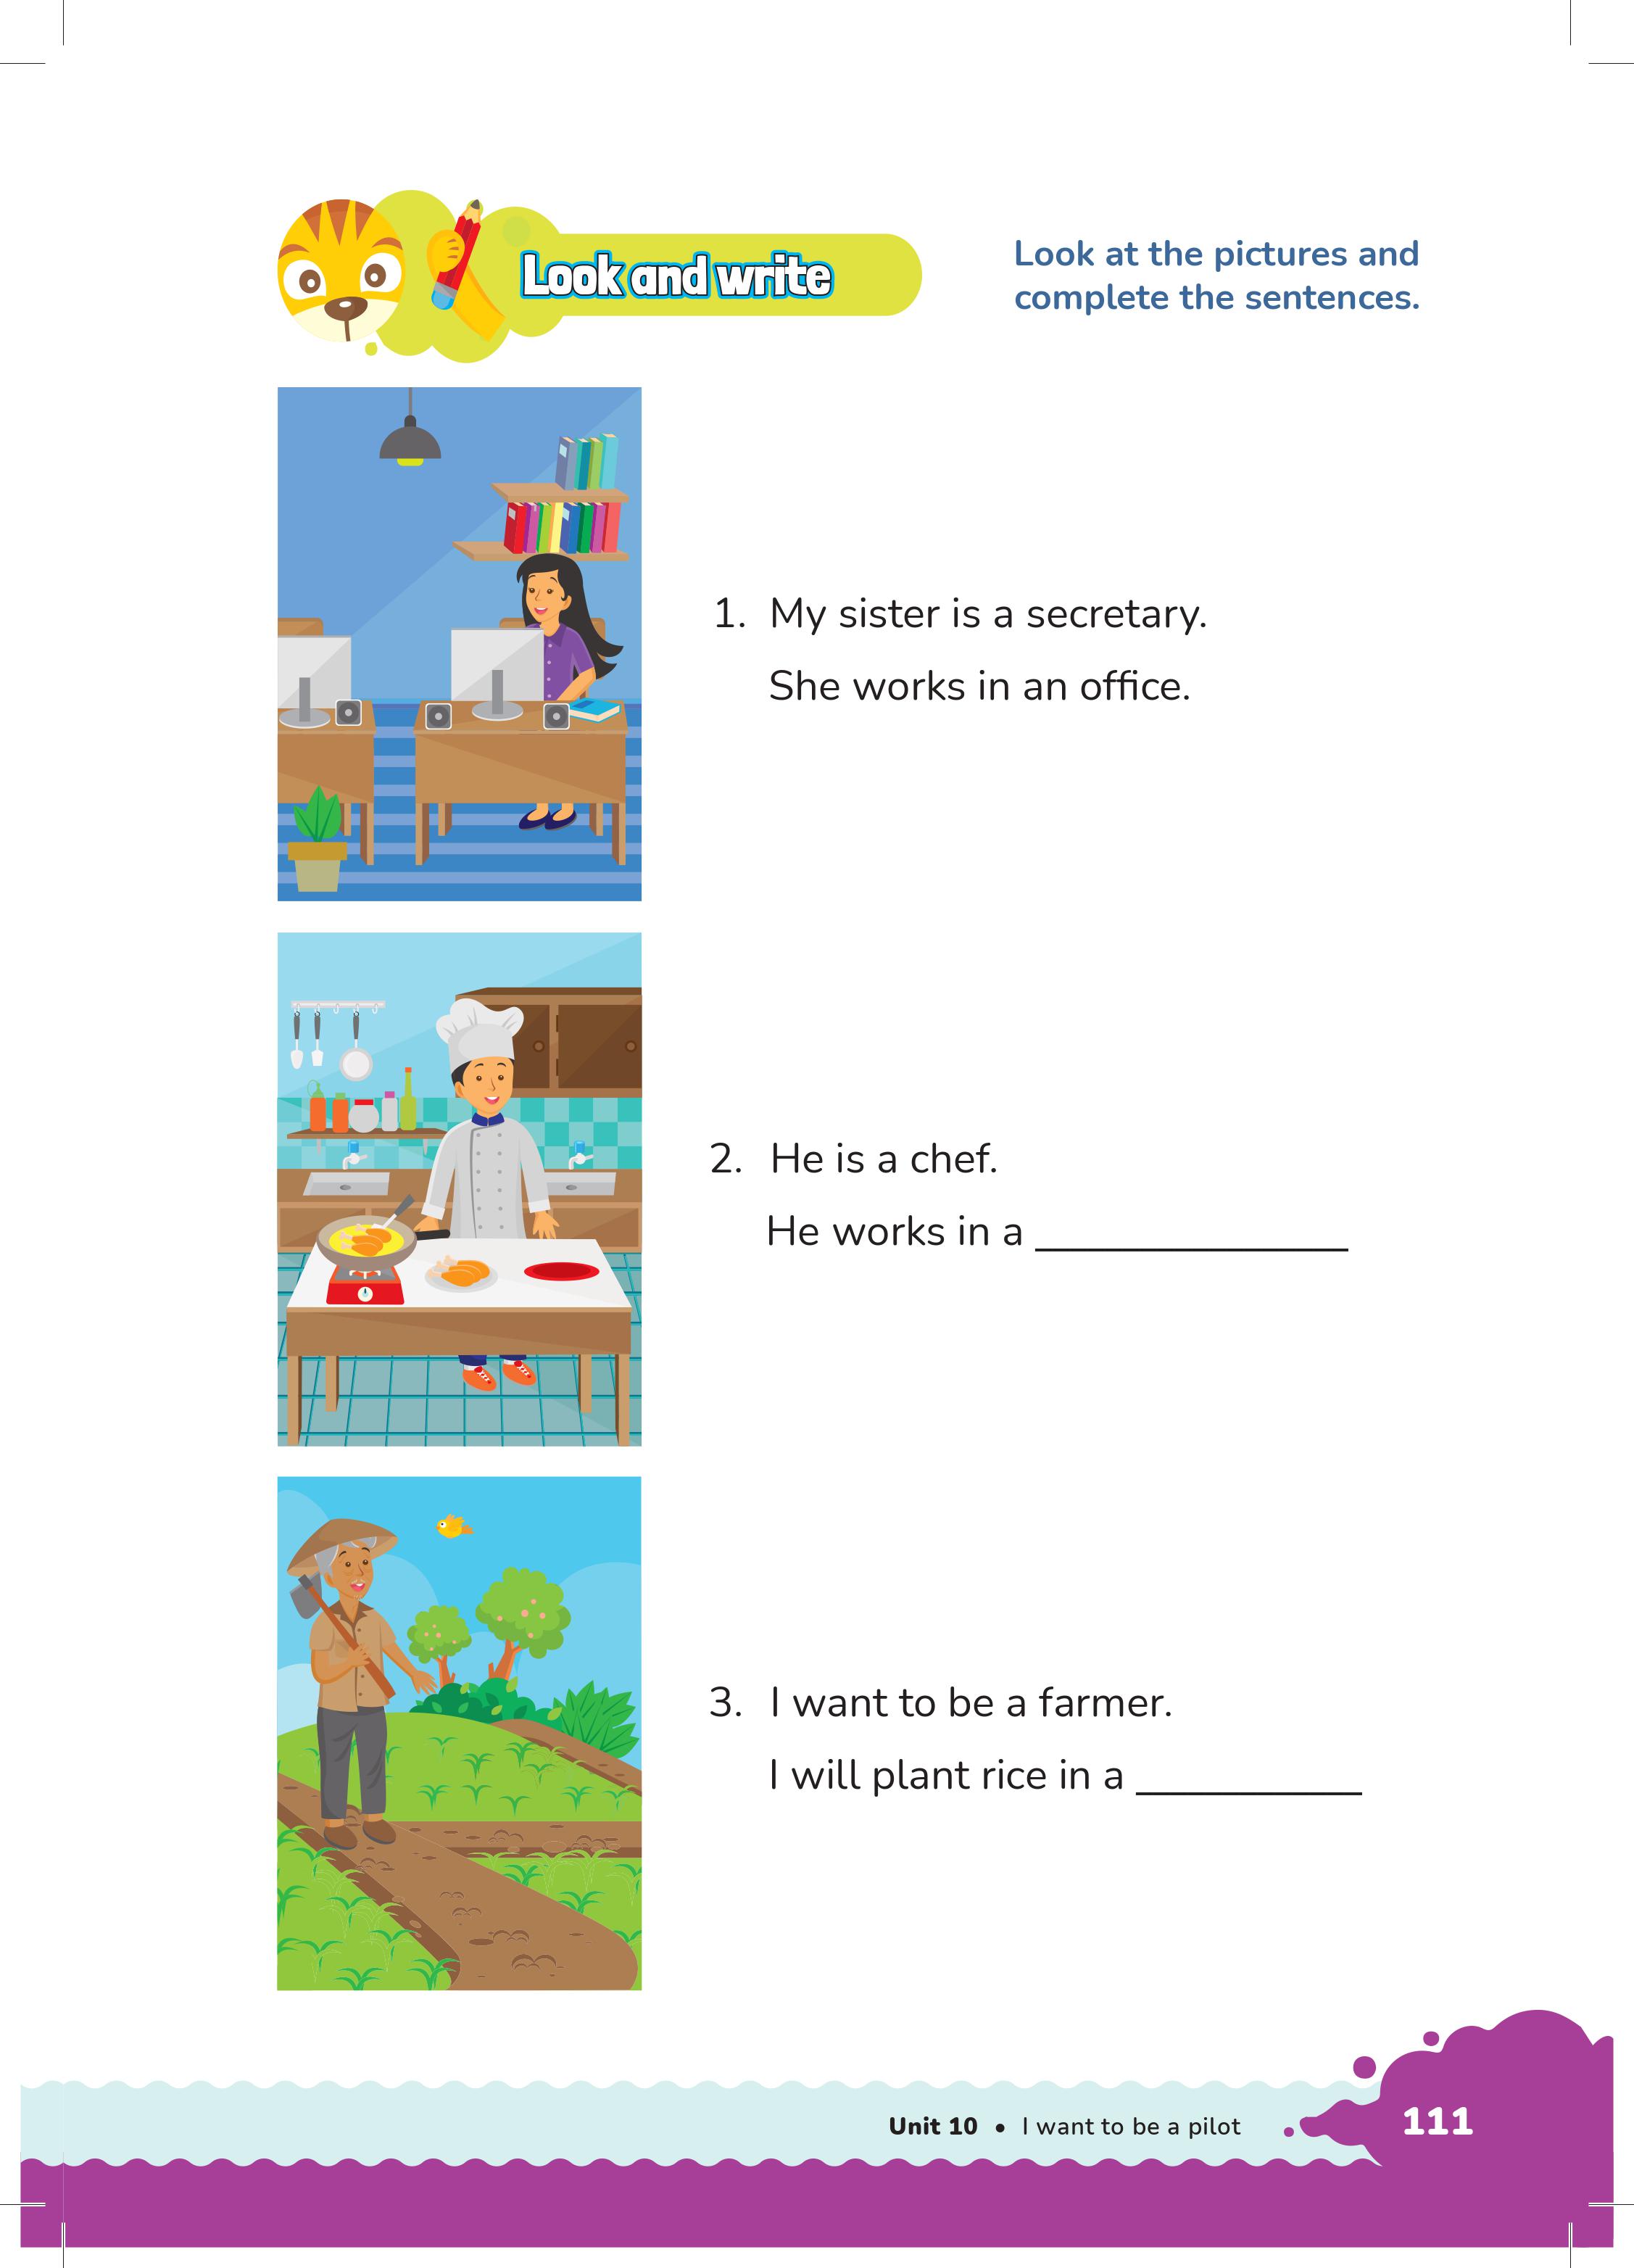 Look and write
Look at the pictures and
complete the sentences.
1. My sister is a secretary.
She works in an office.
2. He is a chef.
He works in a ____________
3. I want to be a farmer.
I will plant rice in a _________
Unit 10 • I want to be a pilot
111